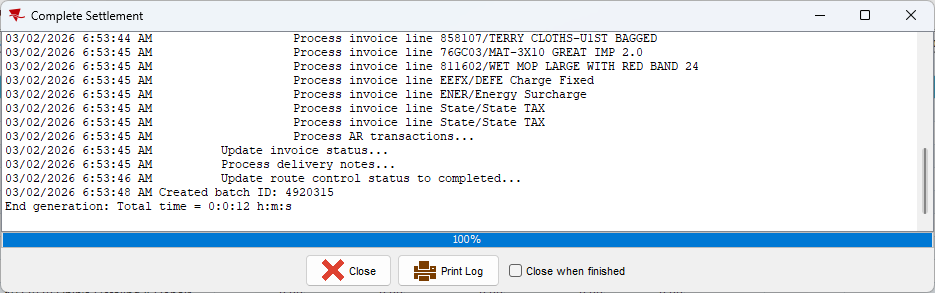 Complete Settlement
03/02/2026 6:53:44 AM Process invoice line 858107/TERRY CLOTHS-U1ST BAGGED
03/02/2026 6:53:45 AM Process invoice line 76GC03/MAT-3X10 GREAT IMP 2.0
03/02/2026 6:53:45 AM Process invoice line 811602/WET MOP LARGE WITH RED BAND 24
03/02/2026 6:53:45 AM Process invoice line EEFX/DEFE Charge Fixed
03/02/2026 6:53:45 AM Process invoice line ENER/Energy Surcharge
03/02/2026 6:53:45 AM Process invoice line State/State TAX
03/02/2026 6:53:45 AM Process invoice line State/State TAX
03/02/2026 6:53:45 AM Process AR transactions...
03/02/2026 6:53:45 AM Update invoice status...
03/02/2026 6:53:45 AM Process delivery notes...
03/02/2026 6:53:46 AM Update route control status to completed...
03/02/2026 6:53:48 AM Created batch ID: 4920315
End generation: Total time = 0:0:12 h:m:s
100%
Close Print Log Close when finished